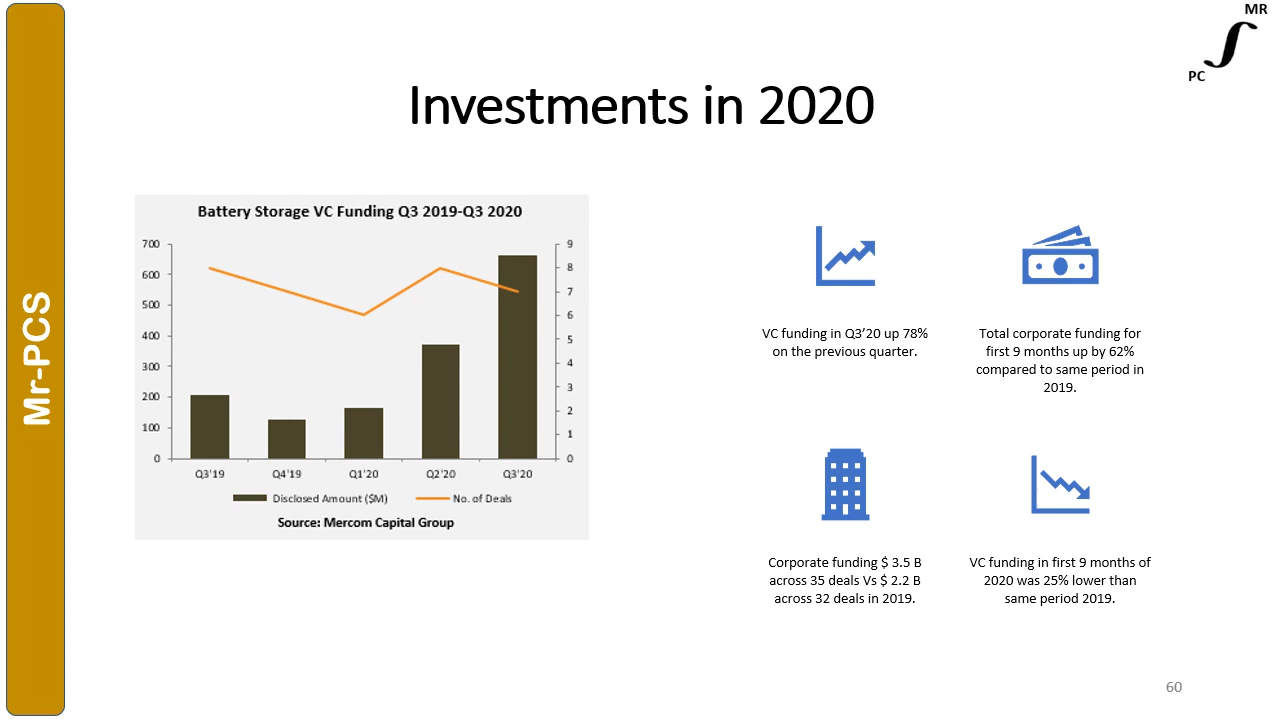 MR
PC
Mr-PCS
Investments in 2020
Battery Storage VC Funding Q3 2019-Q3 2020
700
600
500
400
300
200
100
0
9
8
7
6
5
4
3
2
1
0
Q3'19 Q4'19 Q1'20 Q2'20 Q3'20
Disclosed Amount ($M) No. of Deals
Source: Mercom Capital Group
VC funding in Q3’20 up 78%
on the previous quarter.
Total corporate funding for
first 9 months up by 62%
compared to same period in
2019.
Corporate funding $ 3.5 B
across 35 deals Vs $ 2.2 B
across 32 deals in 2019.
VC funding in first 9 months of
2020 was 25% lower than
same period 2019.
60